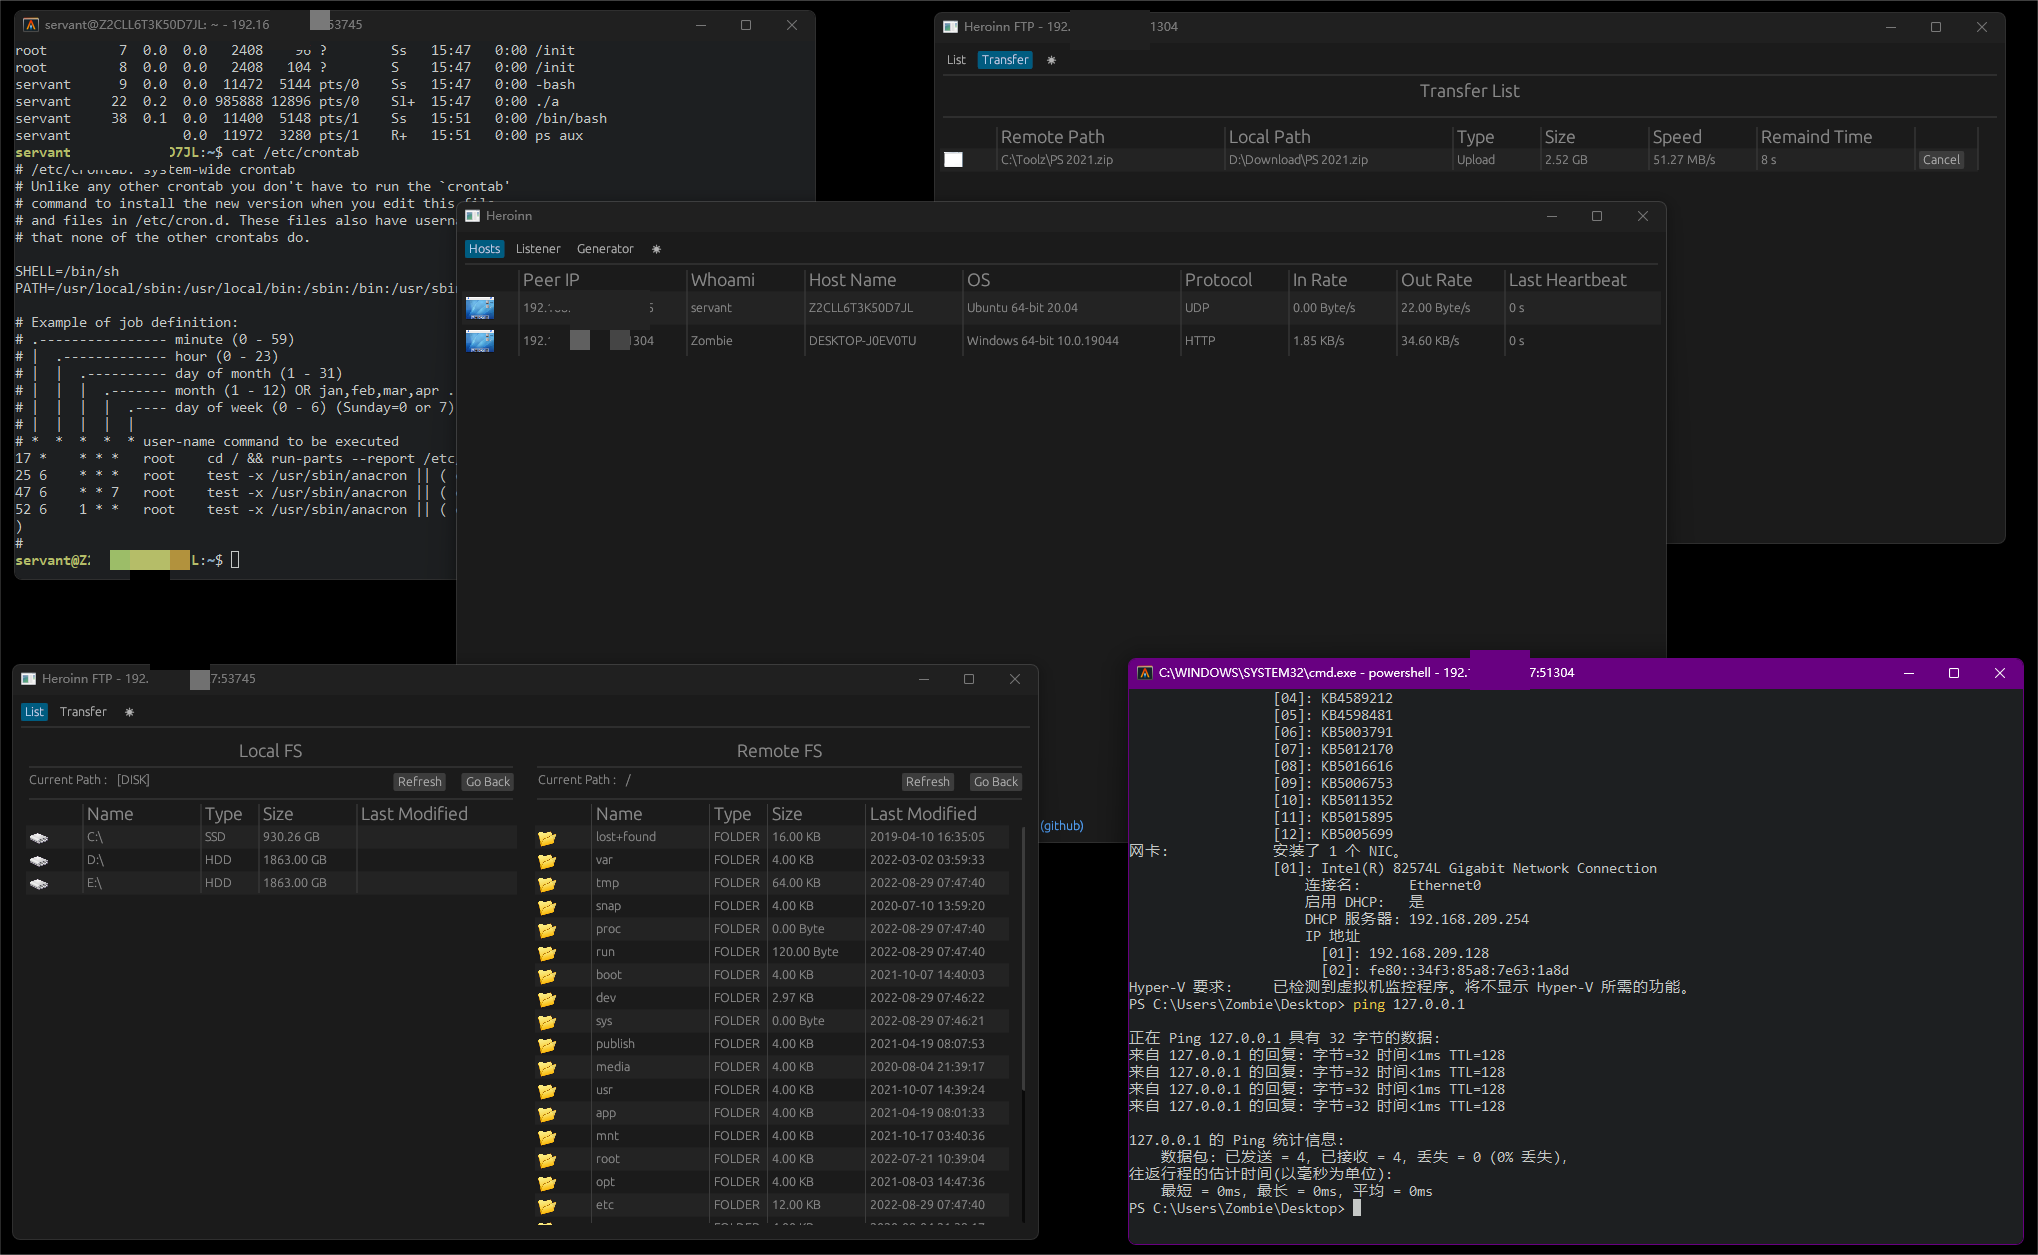 servant@Z2CLL6T3K50D7JL: ~ - 192.16 53745
root 7 0.0 0.0 2408 96 ? Ss 15:47 0:00 /init
root 8 0.0 0.0 2408 104 ? S 15:47 0:00 /init
servant 9 0.0 0.0 11472 5144 pts/0 Ss 15:47 0:00 -bash
servant 22 0.2 0.0 985888 12896 pts/0 Sl+ 15:47 0:00 ./a
servant 38 0.1 0.0 11400 5148 pts/1 Ss 15:51 0:00 /bin/bash
servant 0.0 11972 3280 pts/1 R+ 15:51 0:00 ps aux
servant D7JL:~$ cat /etc/crontab
# /etc/crontab: system-wide crontab
# Unlike any other crontab you don't have to run the `crontab'
# command to install the new version when you edit this file
# and files in /etc/cron.d. These files also have usern
# that none of the other crontabs do.
SHELL=/bin/sh
PATH=/usr/local/sbin:/usr/local/bin:/sbin:/bin:/usr/sbi
# Example of job definition:
# .---------------- minute (0 - 59)
# | .------------- hour (0 - 23)
# | | .---------- day of month (1 - 31)
# | | | .------- month (1 - 12) OR jan,feb,mar,apr .
# | | | | .---- day of week (0 - 6) (Sunday=0 or 7)
# | | | | |
# * * * * * user-name command to be executed
17 * * * * root cd / && run-parts --report /etc
25 6 * * * root test -x /usr/sbin/anacron || (
47 6 * * 7 root test -x /usr/sbin/anacron || (
52 6 1 * * root test -x /usr/sbin/anacron || (
)
#
servant@Z2 L:~$
Heroinn FTP - 192. 1304
List Transfer ☀
Transfer List
Remote Path Local Path Type Size Speed Remaind Time
C:\Toolz\PS 2021.zip D:\Download\PS 2021.zip Upload 2.52 GB 51.27 MB/s 8 s Cancel
Heroinn
Hosts Listener Generator ☀
Peer IP Whoami Host Name OS Protocol In Rate Out Rate Last Heartbeat
192. 5 servant Z2CLL6T3K50D7JL Ubuntu 64-bit 20.04 UDP 0.00 Byte/s 22.00 Byte/s 0 s
192. 304 Zombie DESKTOP-J0EV0TU Windows 64-bit 10.0.19044 HTTP 1.85 KB/s 34.60 KB/s 0 s
(github)
Heroinn FTP - 192. 7:53745
List Transfer ☀
Local FS
Current Path : [DISK] Refresh Go Back
Name Type Size Last Modified
C:\ SSD 930.26 GB
D:\ HDD 1863.00 GB
E:\ HDD 1863.00 GB
Remote FS
Current Path : / Refresh Go Back
Name Type Size Last Modified
lost+found FOLDER 16.00 KB 2019-04-10 16:35:05
var FOLDER 4.00 KB 2022-03-02 03:59:33
tmp FOLDER 64.00 KB 2022-08-29 07:47:40
snap FOLDER 4.00 KB 2020-07-10 13:59:20
proc FOLDER 0.00 Byte 2022-08-29 07:47:40
run FOLDER 120.00 Byte 2022-08-29 07:47:40
boot FOLDER 4.00 KB 2021-10-07 14:40:03
dev FOLDER 2.97 KB 2022-08-29 07:46:22
sys FOLDER 0.00 Byte 2022-08-29 07:46:21
publish FOLDER 4.00 KB 2021-04-19 08:07:53
media FOLDER 4.00 KB 2020-08-04 21:39:17
usr FOLDER 4.00 KB 2021-10-07 14:39:24
app FOLDER 4.00 KB 2021-04-19 08:01:33
mnt FOLDER 4.00 KB 2021-10-17 03:40:36
root FOLDER 4.00 KB 2022-07-21 10:39:04
opt FOLDER 4.00 KB 2021-08-03 14:47:36
etc FOLDER 12.00 KB 2022-08-29 07:47:40
C:\WINDOWS\SYSTEM32\cmd.exe - powershell - 192. 7:51304
[04]: KB4589212
[05]: KB4598481
[06]: KB5003791
[07]: KB5012170
[08]: KB5016616
[09]: KB5006753
[10]: KB5011352
[11]: KB5015895
[12]: KB5005699
网卡: 安装了 1 个 NIC。
[01]: Intel(R) 82574L Gigabit Network Connection
连接名: Ethernet0
启用 DHCP: 是
DHCP 服务器: 192.168.209.254
IP 地址
[01]: 192.168.209.128
[02]: fe80::34f3:85a8:7e63:1a8d
Hyper-V 要求: 已检测到虚拟机监控程序。将不显示 Hyper-V 所需的功能。
PS C:\Users\Zombie\Desktop> ping 127.0.0.1
正在 Ping 127.0.0.1 具有 32 字节的数据:
来自 127.0.0.1 的回复: 字节=32 时间<1ms TTL=128
来自 127.0.0.1 的回复: 字节=32 时间<1ms TTL=128
来自 127.0.0.1 的回复: 字节=32 时间<1ms TTL=128
来自 127.0.0.1 的回复: 字节=32 时间<1ms TTL=128
127.0.0.1 的 Ping 统计信息:
数据包: 已发送 = 4, 已接收 = 4, 丢失 = 0 (0% 丢失),
往返行程的估计时间(以毫秒为单位):
最短 = 0ms, 最长 = 0ms, 平均 = 0ms
PS C:\Users\Zombie\Desktop>